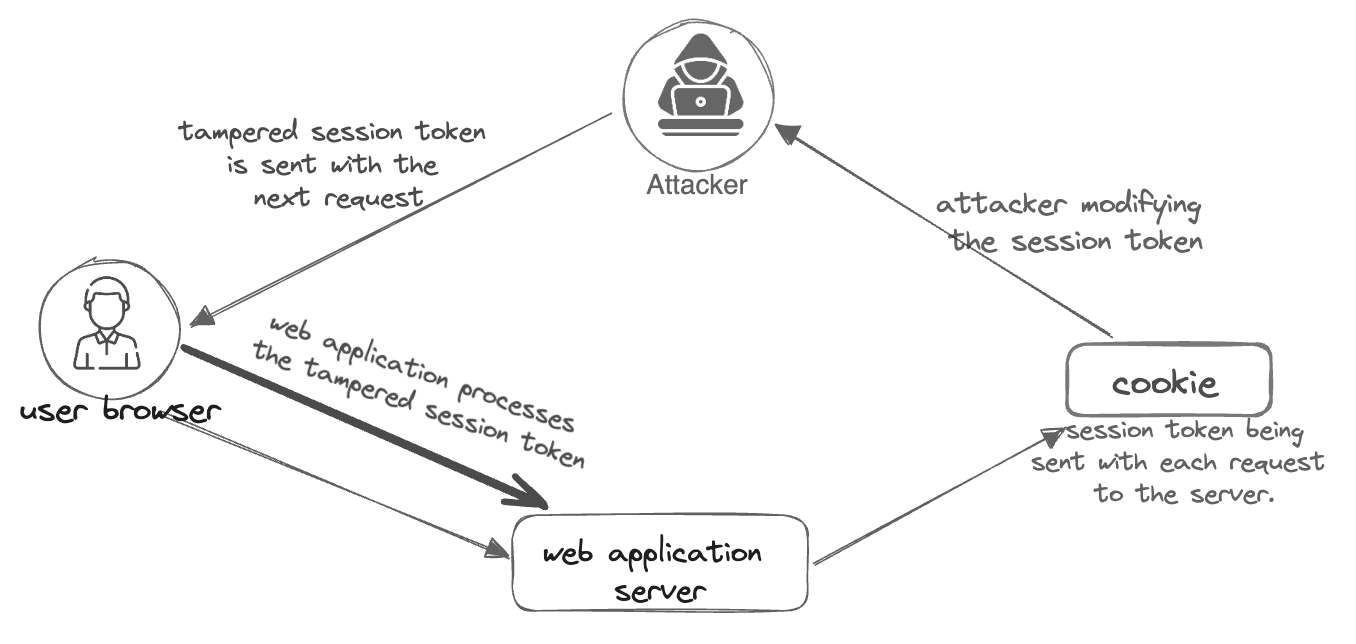 tampered session token
is sent with the
next request
Attacker
attacker modifying
the session token
web application processes
the tampered session token
user browser
cookie
session token being
sent with each request
to the server.
web application
server